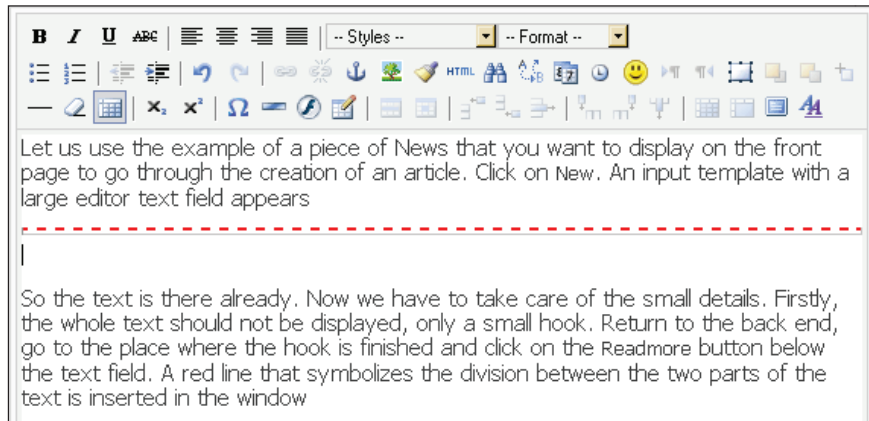 B I U ABC -- Styles -- -- Format --
HTML
Let us use the example of a piece of News that you want to display on the front
page to go through the creation of an article. Click on New. An input template with a
large editor text field appears
So the text is there already. Now we have to take care of the small details. Firstly,
the whole text should not be displayed, only a small hook. Return to the back end,
go to the place where the hook is finished and click on the Readmore button below
the text field. A red line that symbolizes the division between the two parts of the
text is inserted in the window